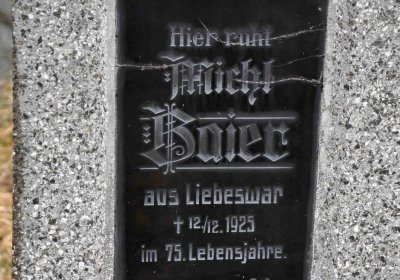 Hier ruht
Michl
Baier
aus Liebeswar
† 12/12. 1925
im 75. Lebensjahre.